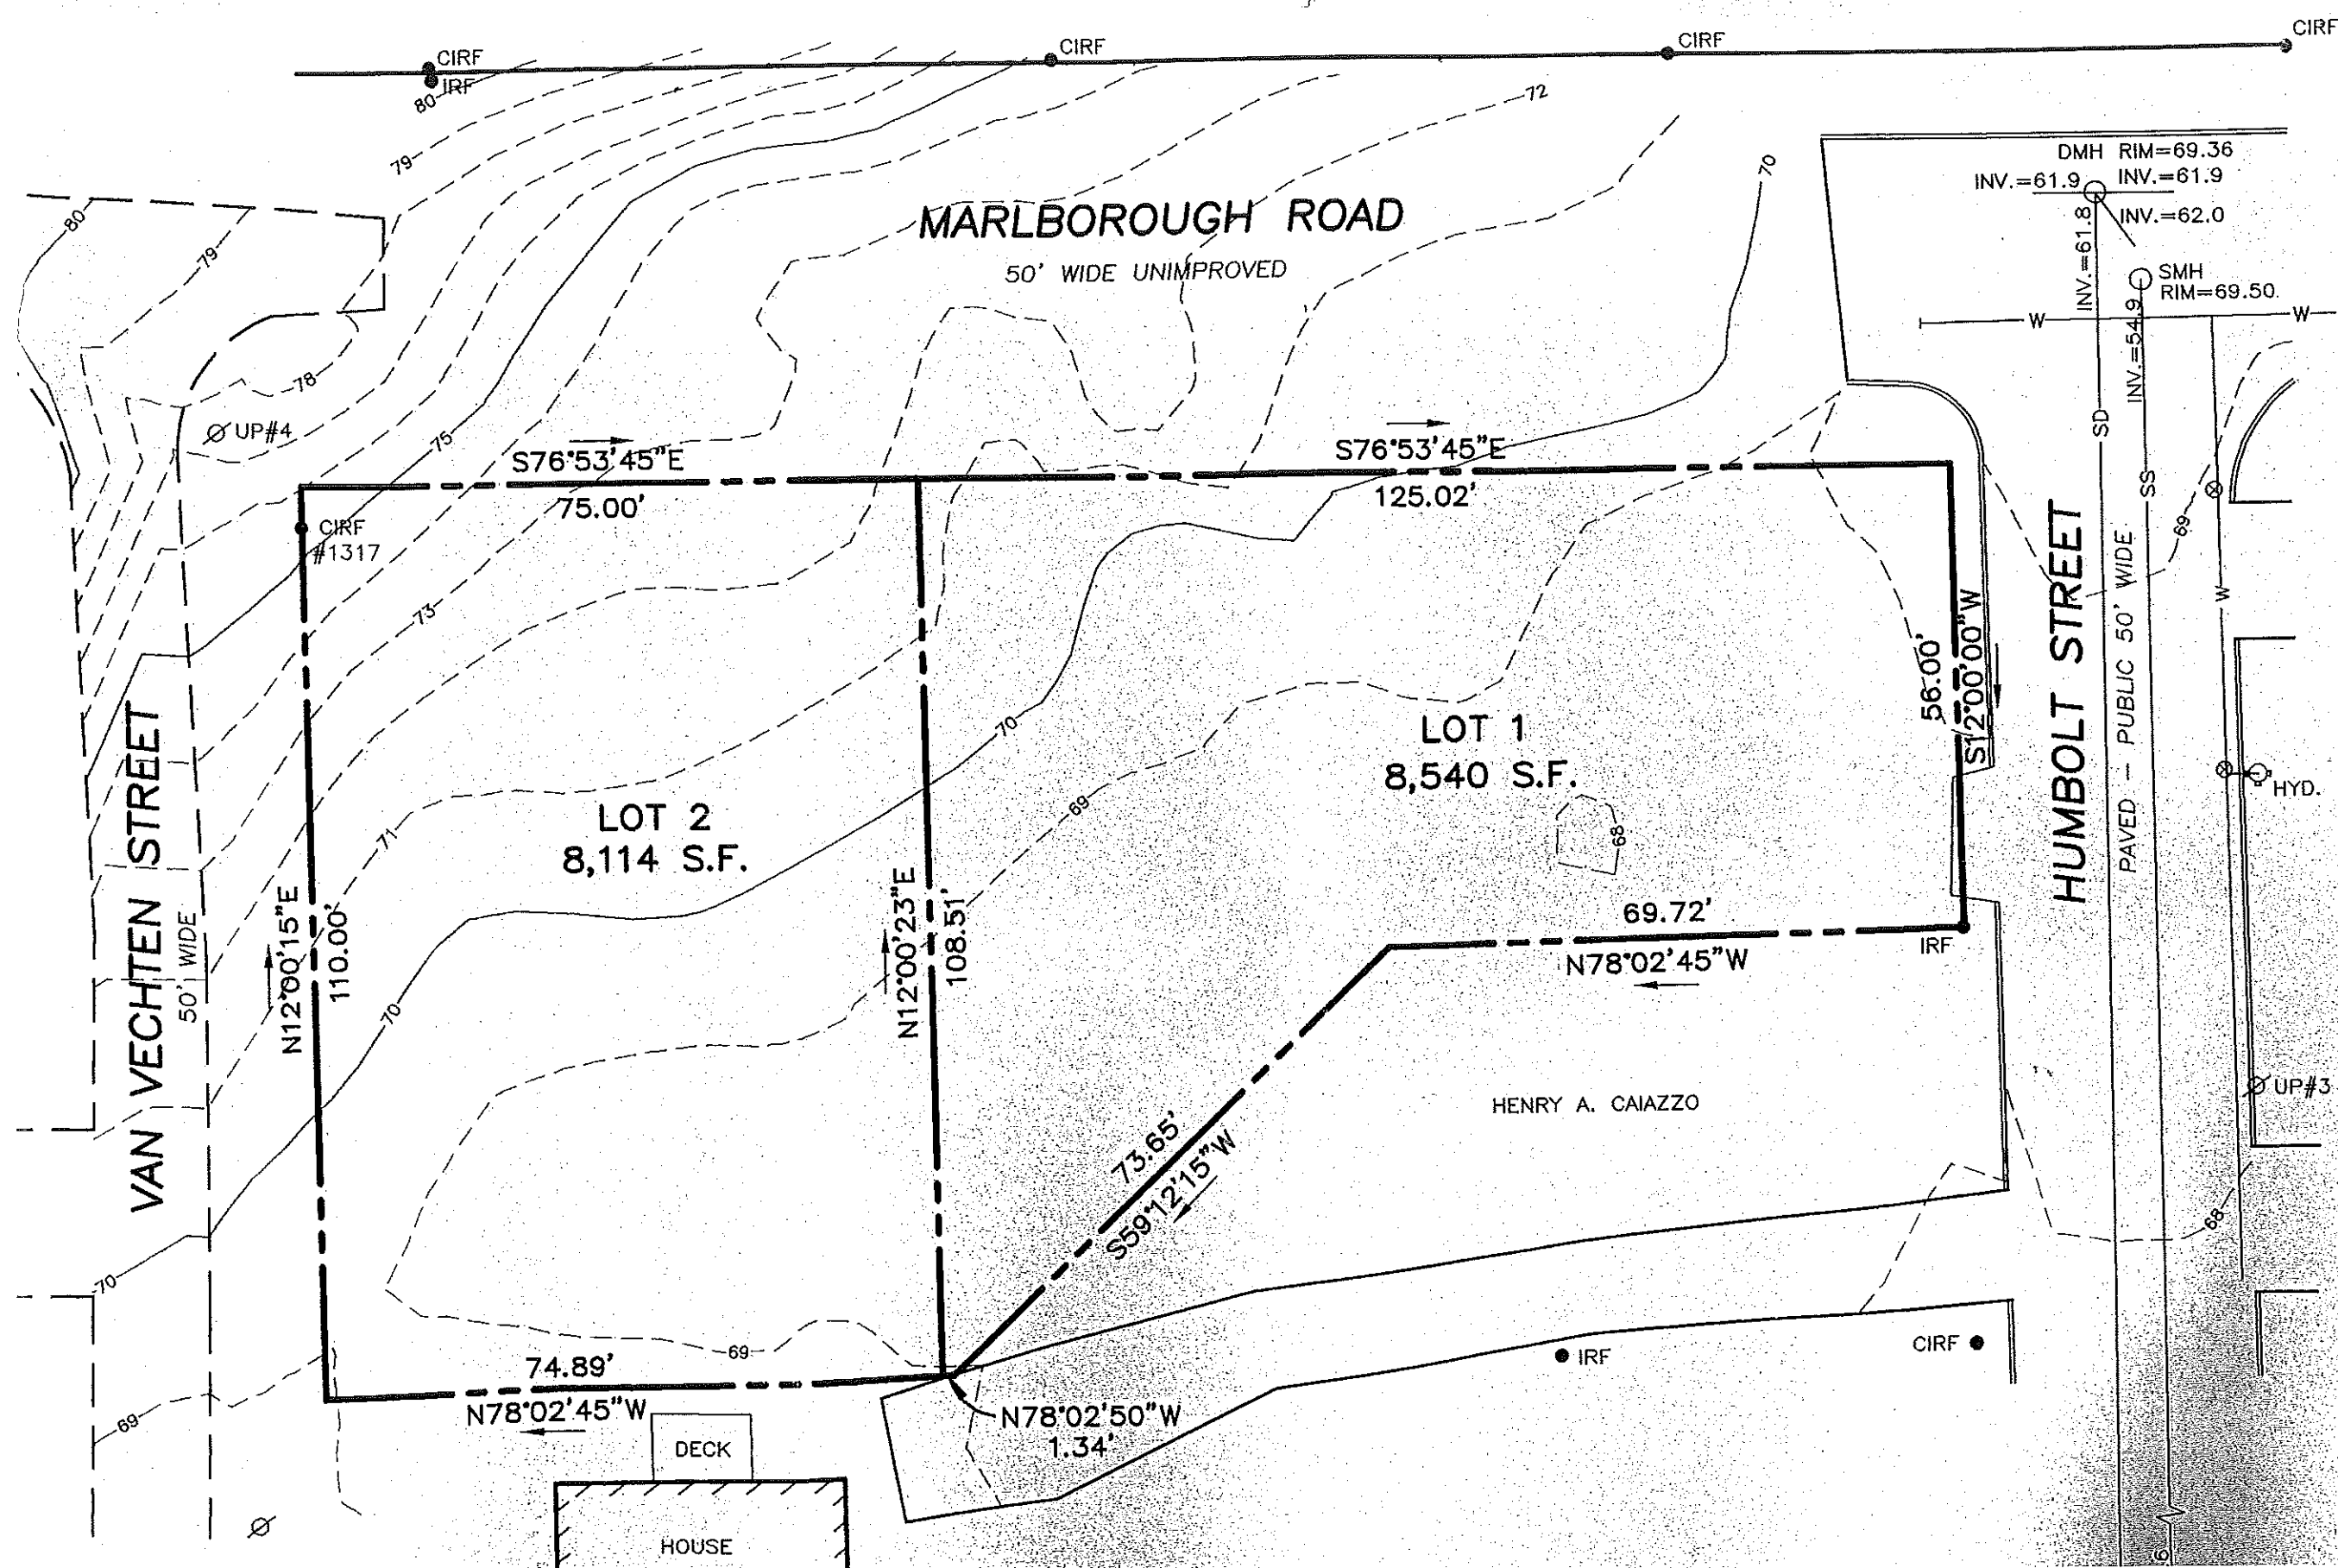 CIRF
IRF
CIRF
CIRF
CIRF
80
79
72
70
80
79
78
75
MARLBOROUGH ROAD
50' WIDE UNIMPROVED
DMH RIM=69.36
INV.=61.9
INV.=61.9
INV.=62.0
INV.=61.8
SMH
RIM=69.50
INV.=54.9
W
W
UP#4
S76°53'45"E
75.00'
S76°53'45"E
125.02'
CIRF
#1317
73
SD
SS
69
W
HUMBOLT STREET
PAVED - PUBLIC 50' WIDE
56.00'
S12°00'00"W
70
LOT 1
8,540 S.F.
69
68
LOT 2
8,114 S.F.
71
VAN VECHTEN STREET
50' WIDE
N12°00'15"E
110.00'
N12°00'23"E
108.51'
70
69.72'
N78°02'45"W
IRF
HYD.
UP#3
HENRY A. CAIAZZO
73.65'
S59°12'15"W
68
70
69
69
74.89'
N78°02'45"W
N78°02'50"W
1.34'
DECK
HOUSE
IRF
CIRF
6